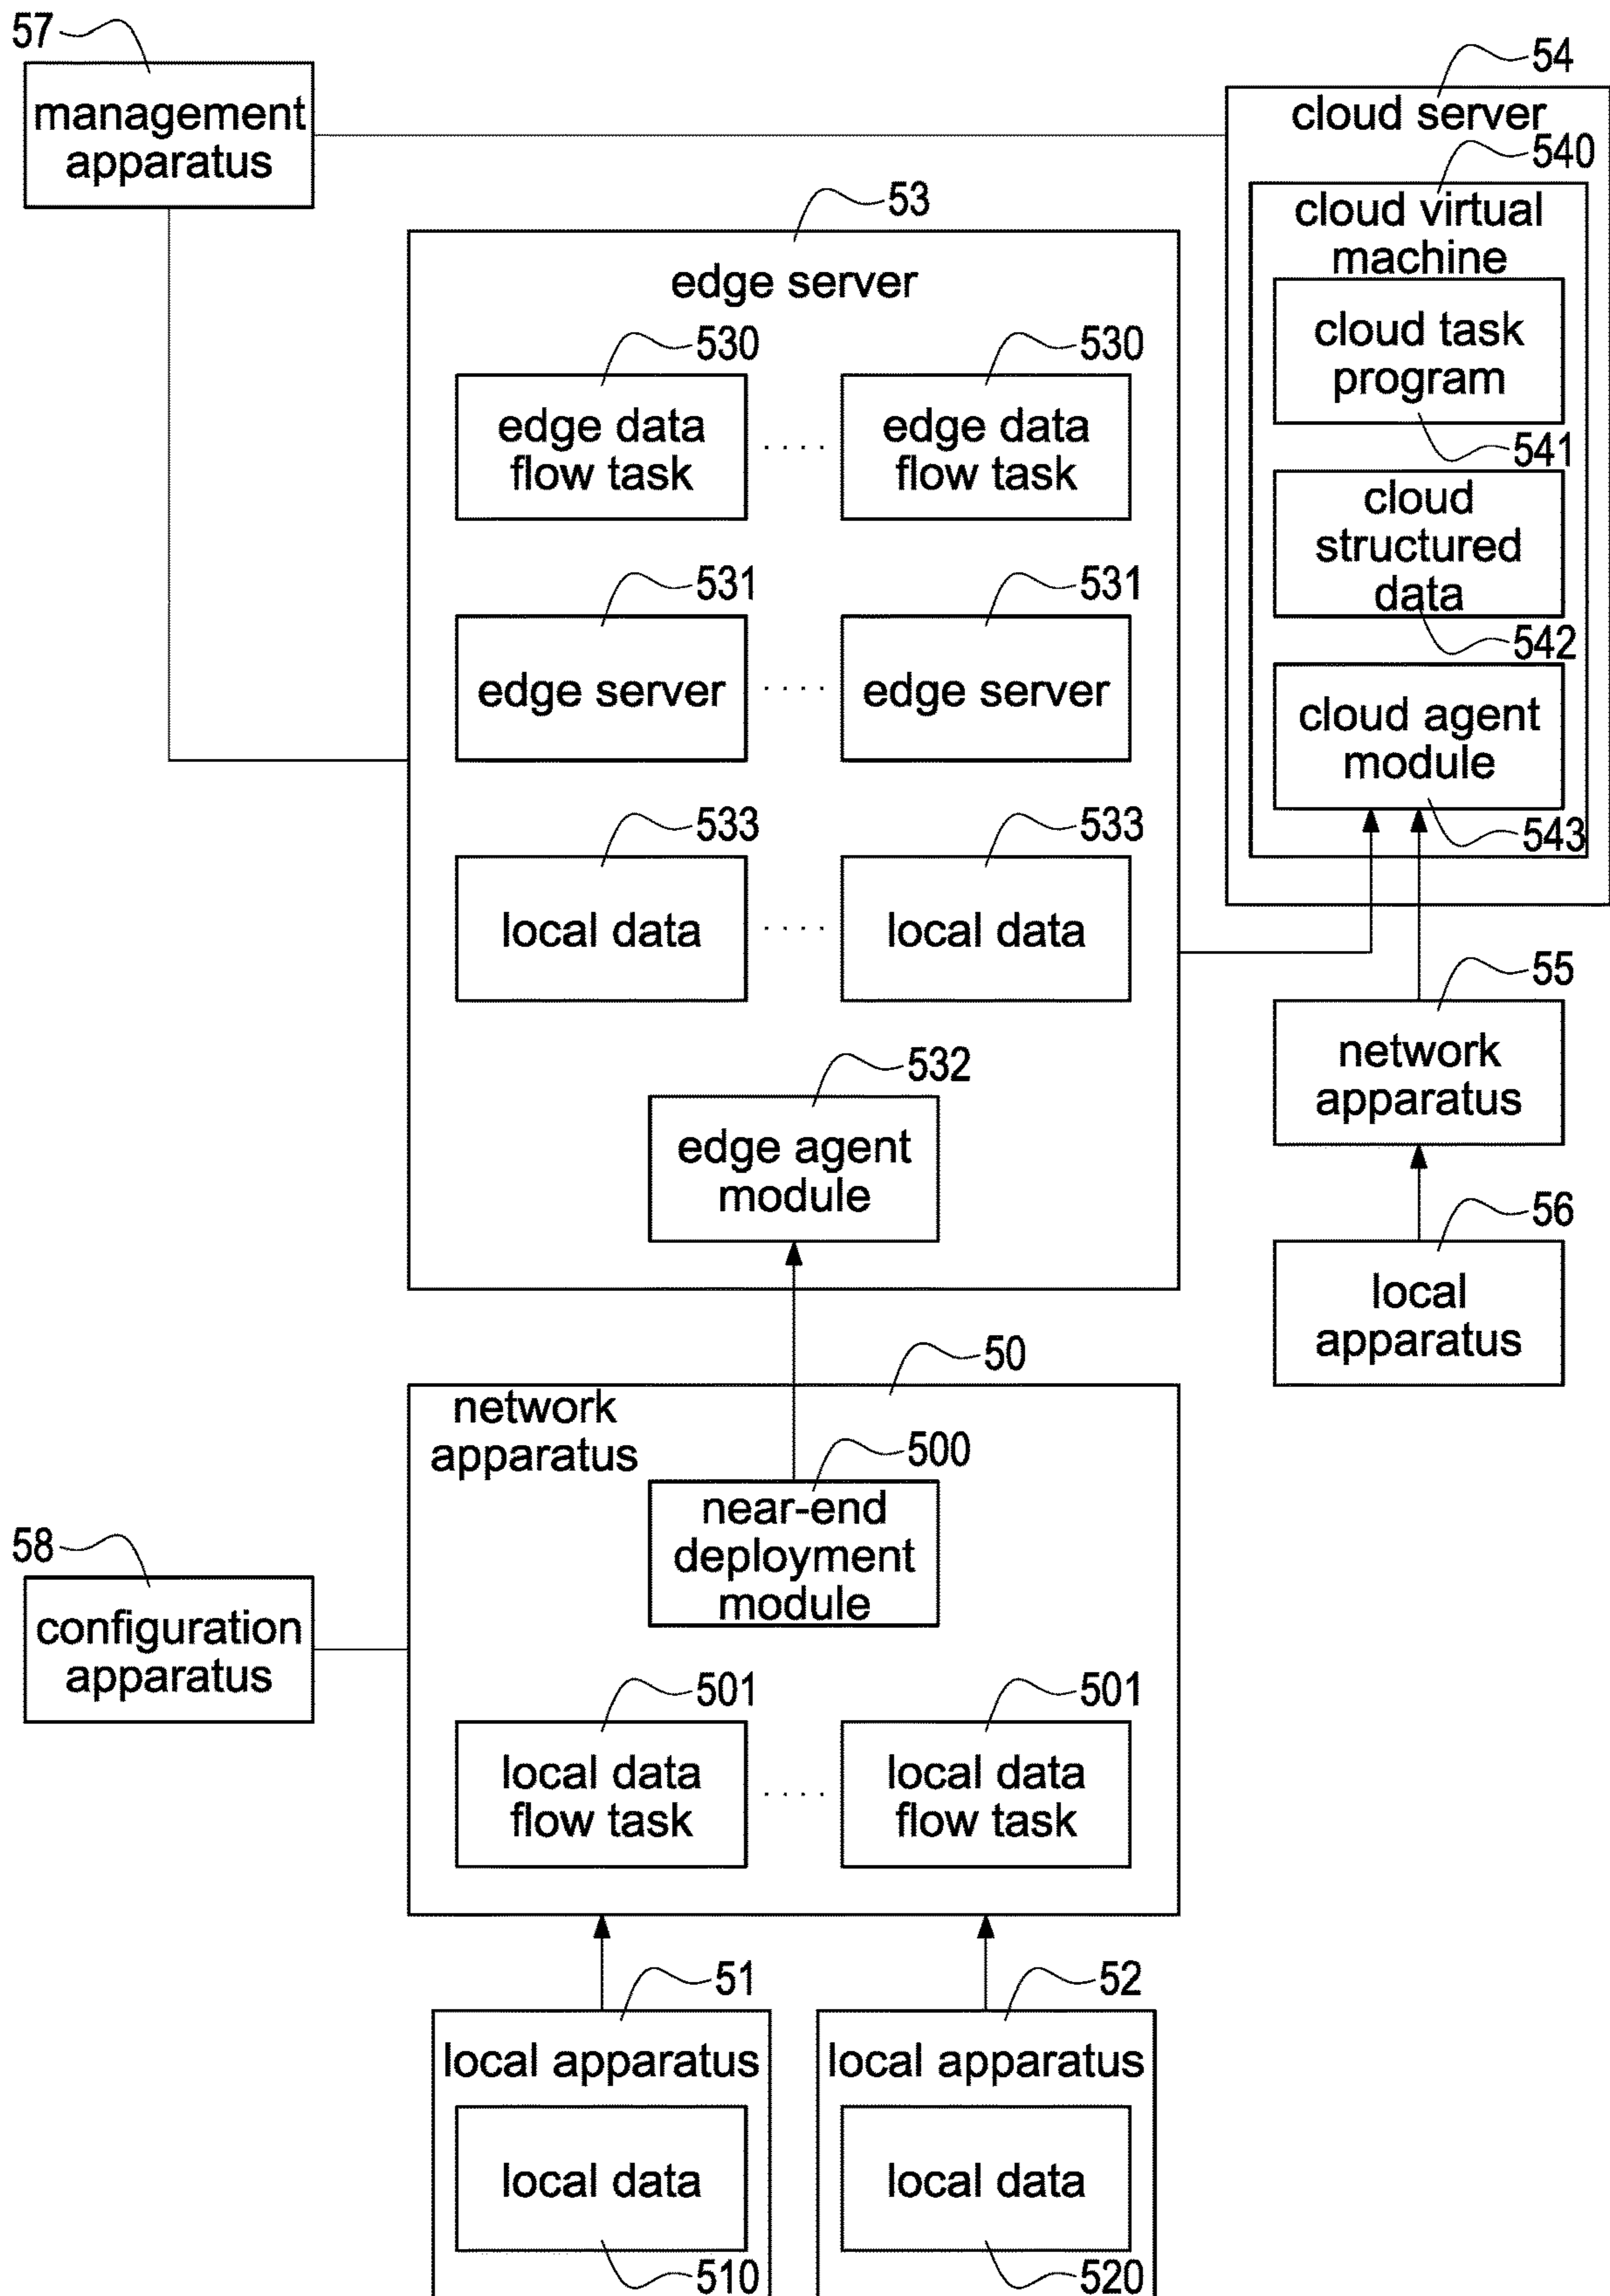 57
management
apparatus
54
cloud server
540
cloud virtual
machine
cloud task
program
541
cloud
structured
data
542
cloud agent
module
543
53
edge server
530
530
edge data
flow task
....
edge data
flow task
531
531
edge server
....
edge server
533
533
local data
....
local data
532
edge agent
module
55
network
apparatus
56
local
apparatus
50
network
apparatus
500
near-end
deployment
module
58
configuration
apparatus
501
501
local data
flow task
....
local data
flow task
51
local apparatus
local data
510
52
local apparatus
local data
520